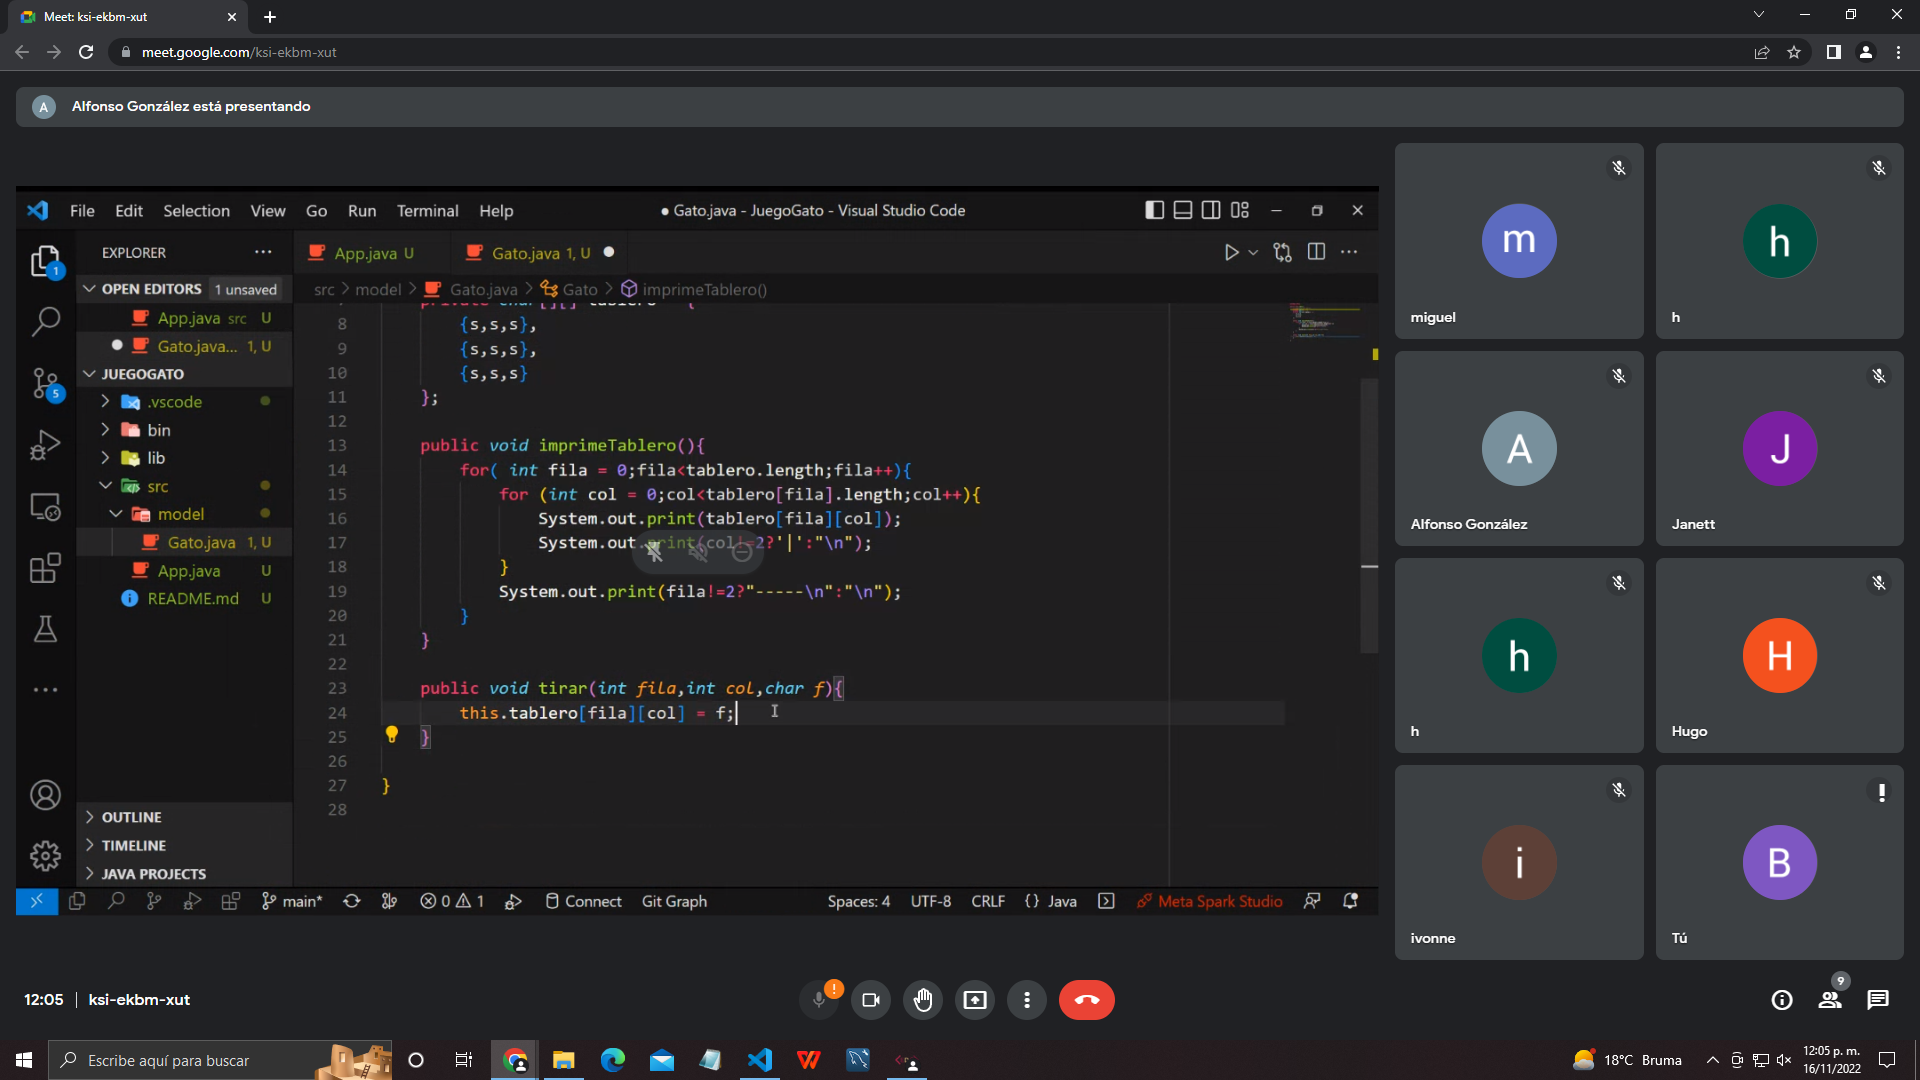 Meet: ksi-ekbm-xut
meet.google.com/ksi-ekbm-xut
A Alfonso González está presentando
File Edit Selection View Go Run Terminal Help
● Gato.java - JuegoGato - Visual Studio Code
EXPLORER
App.java U
Gato.java 1, U
OPEN EDITORS 1 unsaved
src > model > Gato.java > Gato > imprimeTablero()
App.java src U
Gato.java... 1, U
JUEGOGATO
.vscode
bin
lib
src
model
Gato.java 1, U
App.java U
README.md U
OUTLINE
TIMELINE
JAVA PROJECTS
1
5
8 {s,s,s},
9 {s,s,s},
10 {s,s,s}
11 };
12
13 public void imprimeTablero(){
14 for( int fila = 0;fila<tablero.length;fila++){
15 for (int col = 0;col<tablero[fila].length;col++){
16 System.out.print(tablero[fila][col]);
17 System.out.print(col!=2?'|':"\n");
18 }
19 System.out.print(fila!=2?"-----\n":"\n");
20 }
21 }
22
23 public void tirar(int fila,int col,char f){
24 this.tablero[fila][col] = f;
25 }
26
27 }
28
main* 0 1 Connect Git Graph Spaces: 4 UTF-8 CRLF {} Java Meta Spark Studio
m
miguel
h
h
A
Alfonso González
J
Janett
h
h
H
Hugo
i
ivonne
B
Tú
12:05 | ksi-ekbm-xut
9
Escribe aquí para buscar
18°C Bruma
12:05 p. m.
16/11/2022